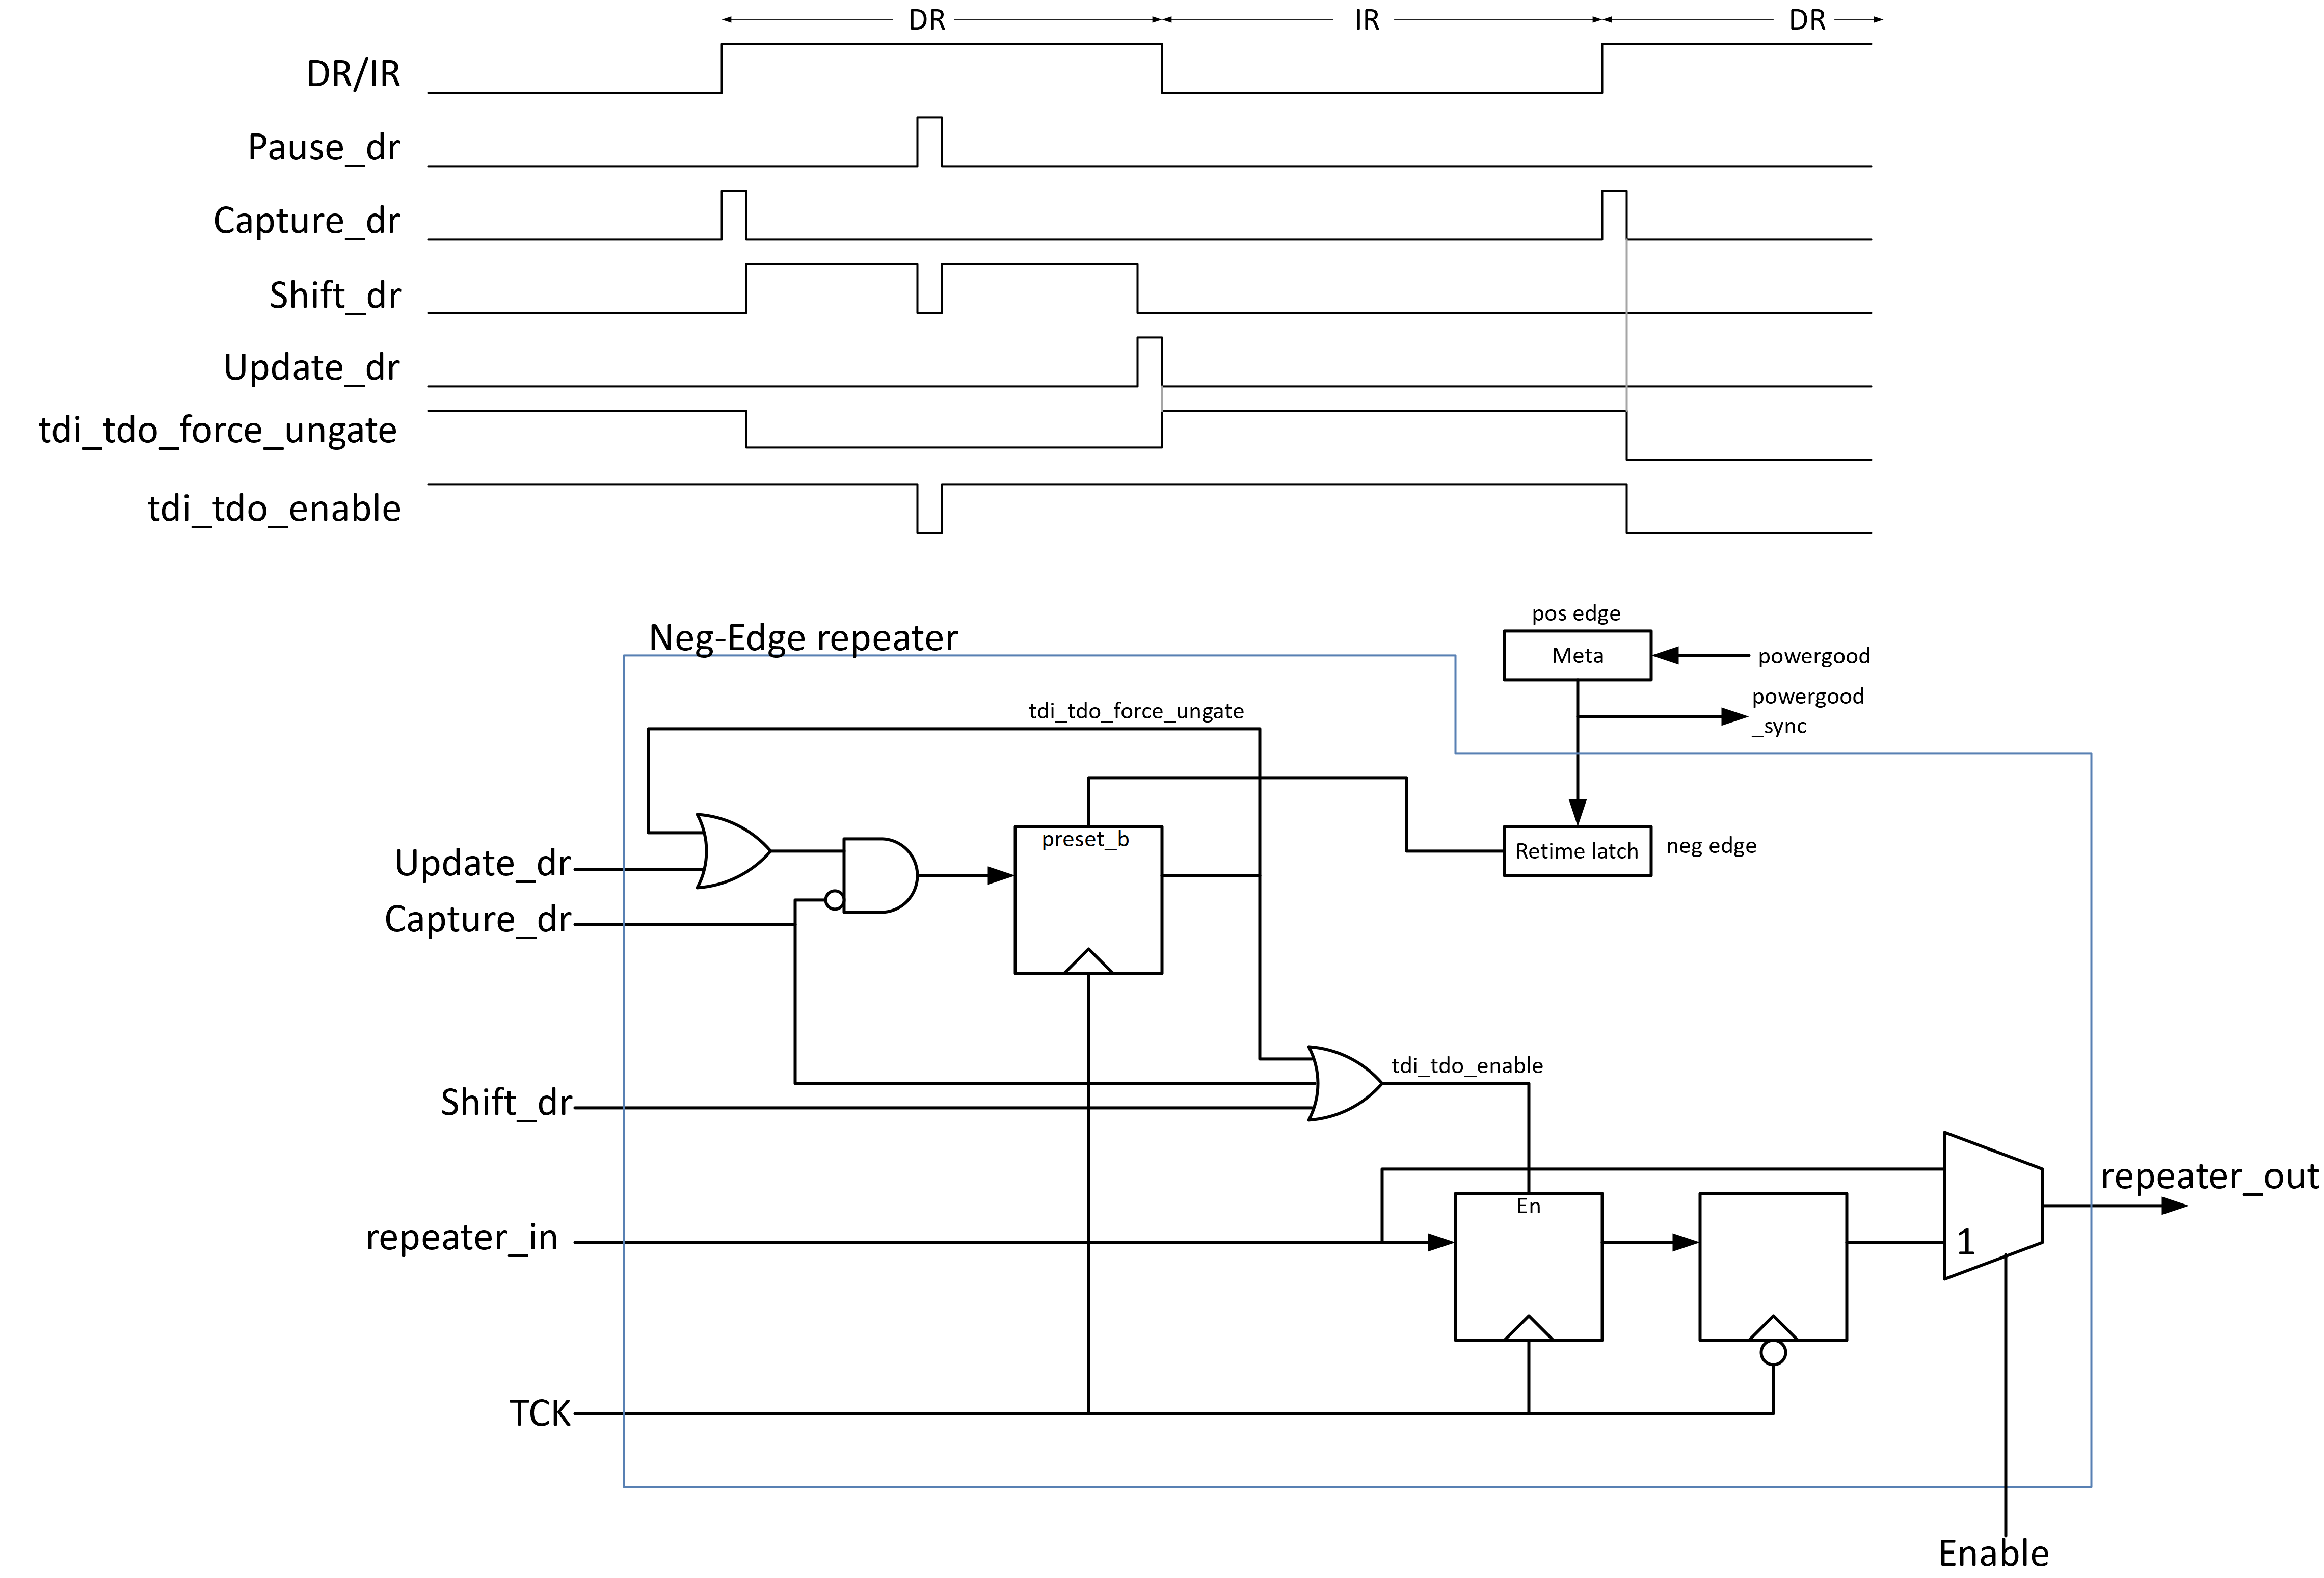 DR
IR
DR
DR/IR
Pause_dr
Capture_dr
Shift_dr
Update_dr
tdi_tdo_force_ungate
tdi_tdo_enable
pos edge
Neg-Edge repeater
Meta
powergood
powergood
_sync
tdi_tdo_force_ungate
preset_b
Retime latch
neg edge
Update_dr
Capture_dr
tdi_tdo_enable
Shift_dr
repeater_out
En
repeater_in
1
TCK
Enable